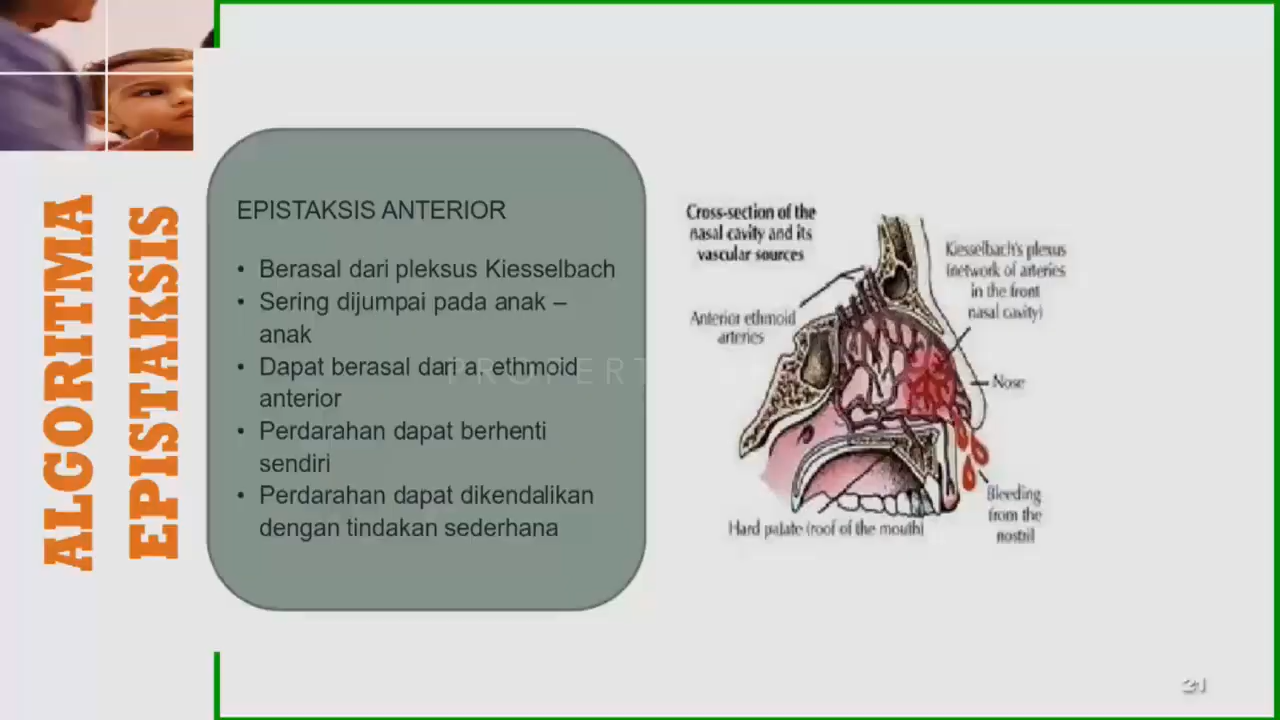 ALGORITMA
EPISTAKSIS
EPISTAKSIS ANTERIOR
• Berasal dari pleksus Kiesselbach
• Sering dijumpai pada anak –
anak
• Dapat berasal dari a. ethmoid
anterior
• Perdarahan dapat berhenti
sendiri
• Perdarahan dapat dikendalikan
dengan tindakan sederhana
Cross-section of the
nasal cavity and its
vascular sources
Anterior ethmoid
arteries
Kiesselbach's plexus
(network of arteries
in the front
nasal cavity)
Nose
Bleeding
from the
nostril
Hard palate (roof of the mouth)
21